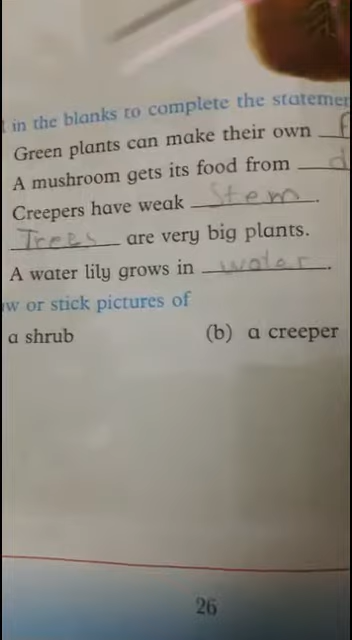 in the blanks to complete the statemen
Green plants can make their own f
A mushroom gets its food from d
Creepers have weak Stem.
Trees are very big plants.
A water lily grows in water.
w or stick pictures of
a shrub (b) a creeper
26